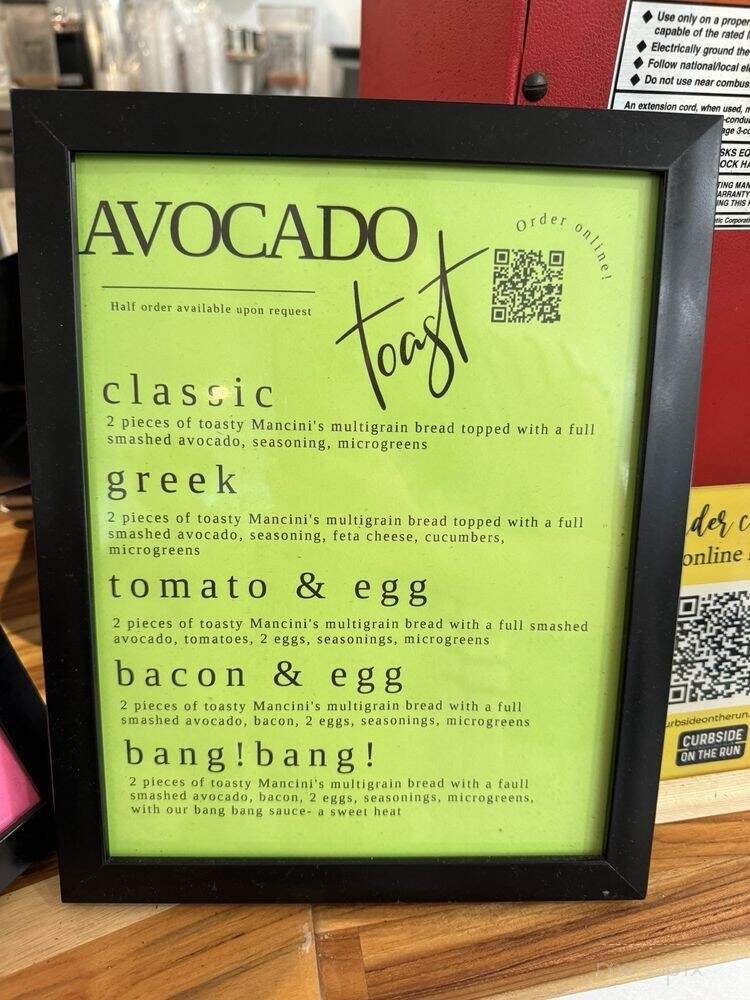 AVOCADO
toast
Order online!
Half order available upon request
classic
2 pieces of toasty Mancini's multigrain bread topped with a full
smashed avocado, seasoning, microgreens
greek
2 pieces of toasty Mancini's multigrain bread topped with a full
smashed avocado, seasoning, feta cheese, cucumbers,
microgreens
tomato & egg
2 pieces of toasty Mancini's multigrain bread with a full smashed
avocado, tomatoes, 2 eggs, seasonings, microgreens
bacon & egg
2 pieces of toasty Mancini's multigrain bread with a full
smashed avocado, bacon, 2 eggs, seasonings, microgreens
bang!bang!
2 pieces of toasty Mancini's multigrain bread with a faull
smashed avocado, bacon, 2 eggs, seasonings, microgreens,
with our bang bang sauce- a sweet heat
Use only on a proper
capable of the rated
Electrically ground the
Follow national/local
Do not use near
An extension cord, when used,
online
CURBSIDE
ON THE RUN